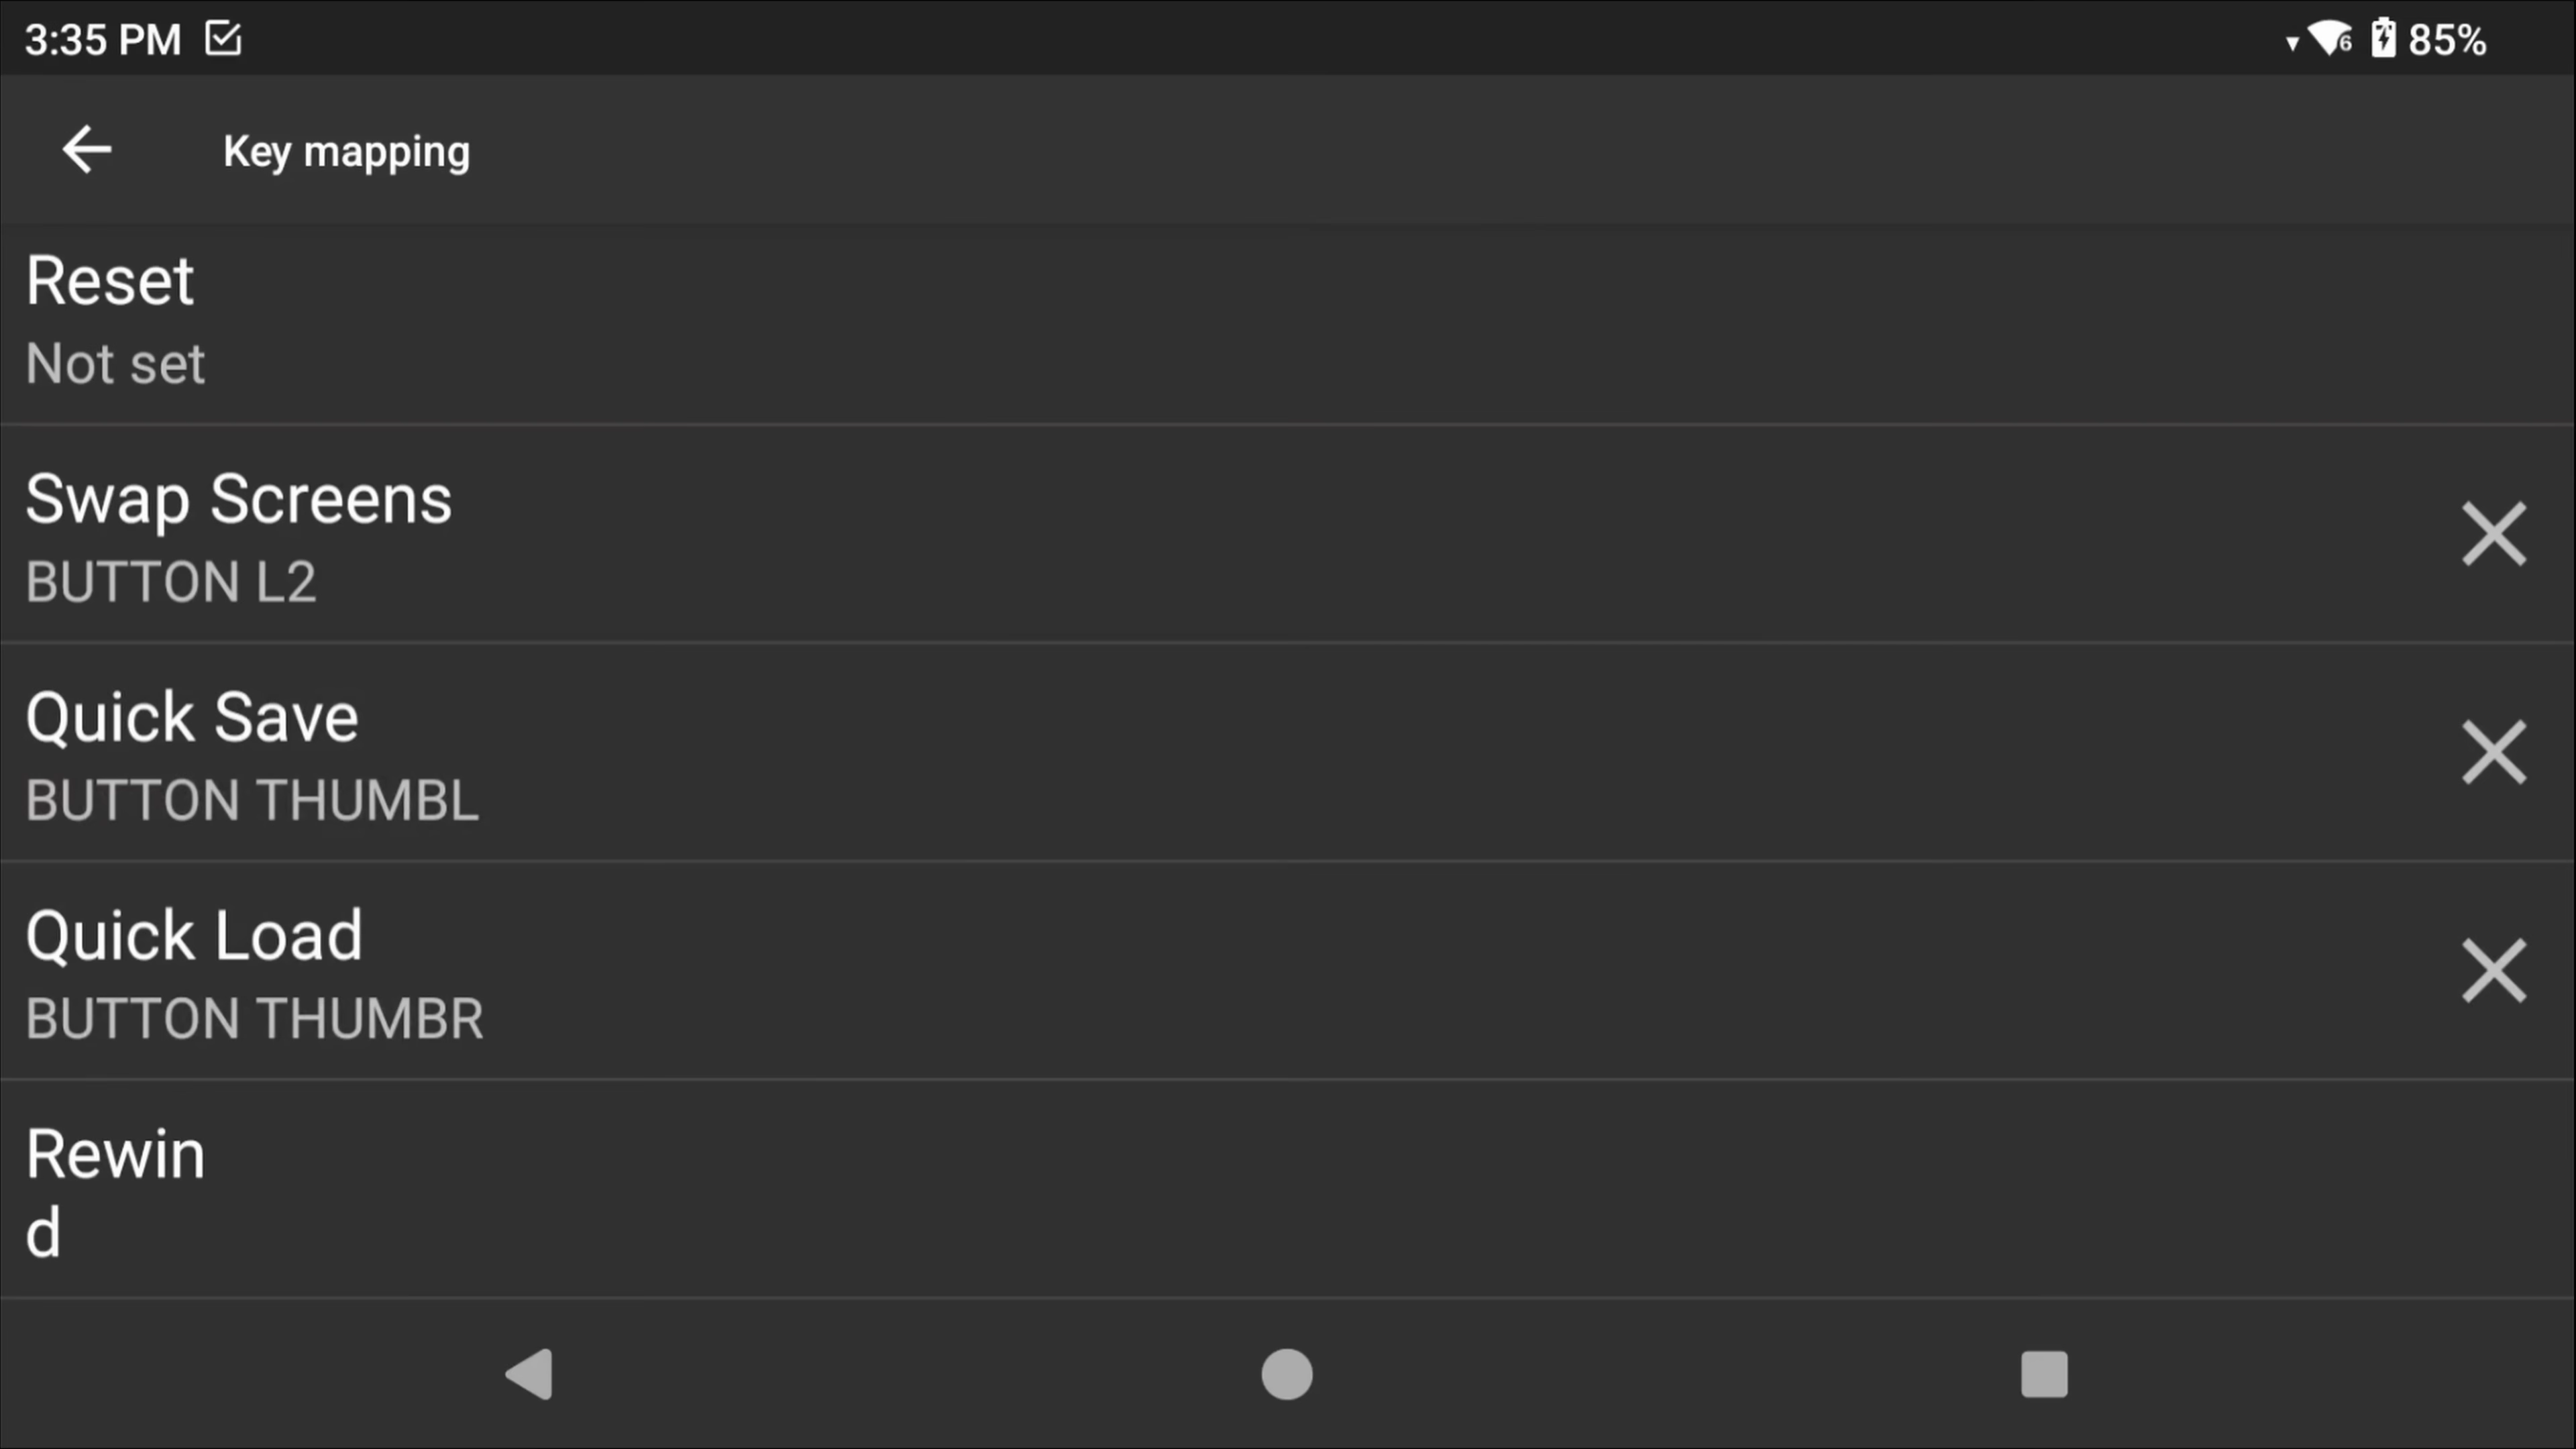 3:35 PM
6 85%
Key mapping
Reset
Not set
Swap Screens
BUTTON L2
Quick Save
BUTTON THUMBL
Quick Load
BUTTON THUMBR
Rewin
d